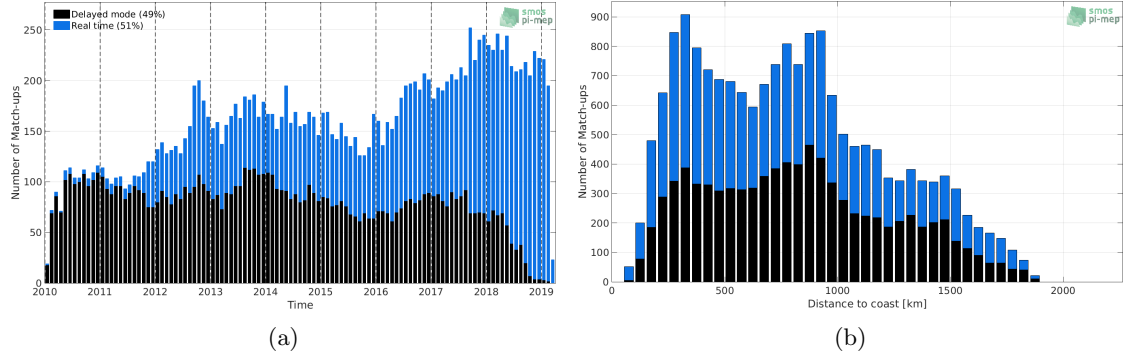 Delayed mode (49%)
Real time (51%)
smos
pi-mep
Number of Match-ups
250
200
150
100
50
0
2010 2011 2012 2013 2014 2015 2016 2017 2018 2019
Time
(a)
smos
pi-mep
Number of Match-ups
900
800
700
600
500
400
300
200
100
0
0 500 1000 1500 2000
Distance to coast [km]
(b)